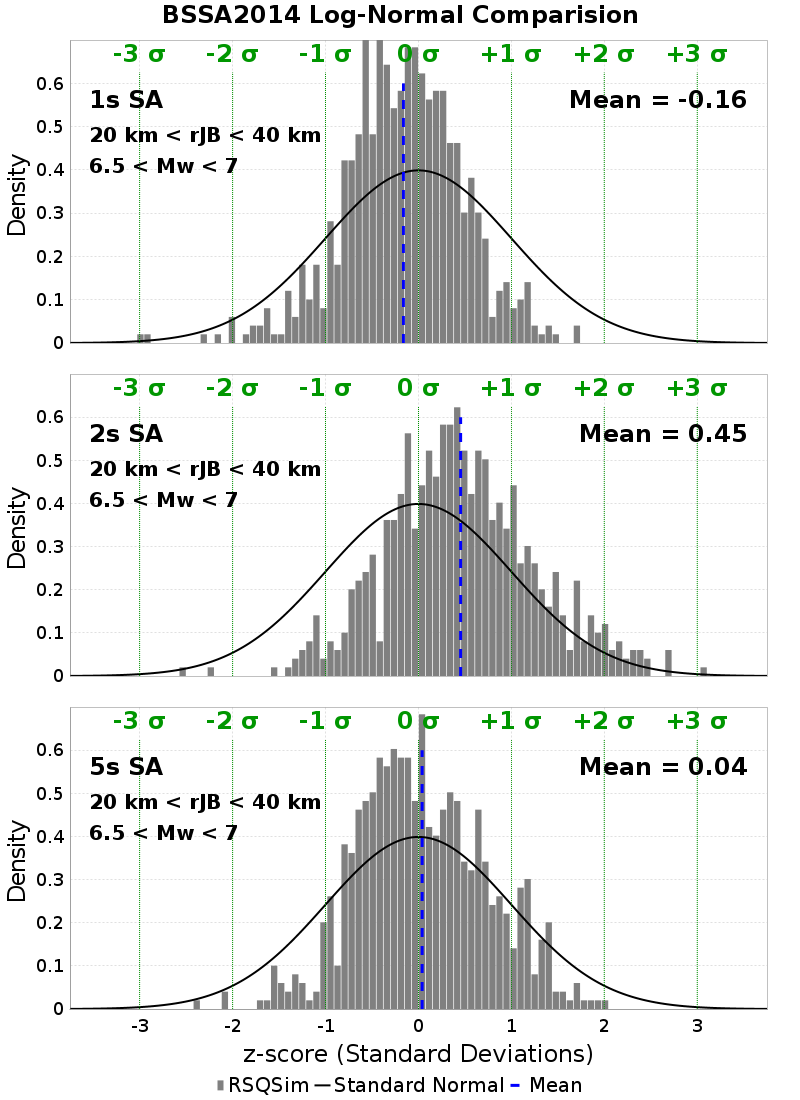 BSSA2014 Log-Normal Comparision
-3 σ -2 σ -1 σ 0 σ +1 σ +2 σ +3 σ
1s SA
Mean = -0.16
20 km < rJB < 40 km
6.5 < Mw < 7
Density
0.6
0.5
0.4
0.3
0.2
0.1
0
-3 σ -2 σ -1 σ 0 σ +1 σ +2 σ +3 σ
2s SA
Mean = 0.45
20 km < rJB < 40 km
6.5 < Mw < 7
Density
0.6
0.5
0.4
0.3
0.2
0.1
0
-3 σ -2 σ -1 σ 0 σ +1 σ +2 σ +3 σ
5s SA
Mean = 0.04
20 km < rJB < 40 km
6.5 < Mw < 7
Density
0.6
0.5
0.4
0.3
0.2
0.1
0
-3 -2 -1 0 1 2 3
z-score (Standard Deviations)
RSQSim Standard Normal Mean